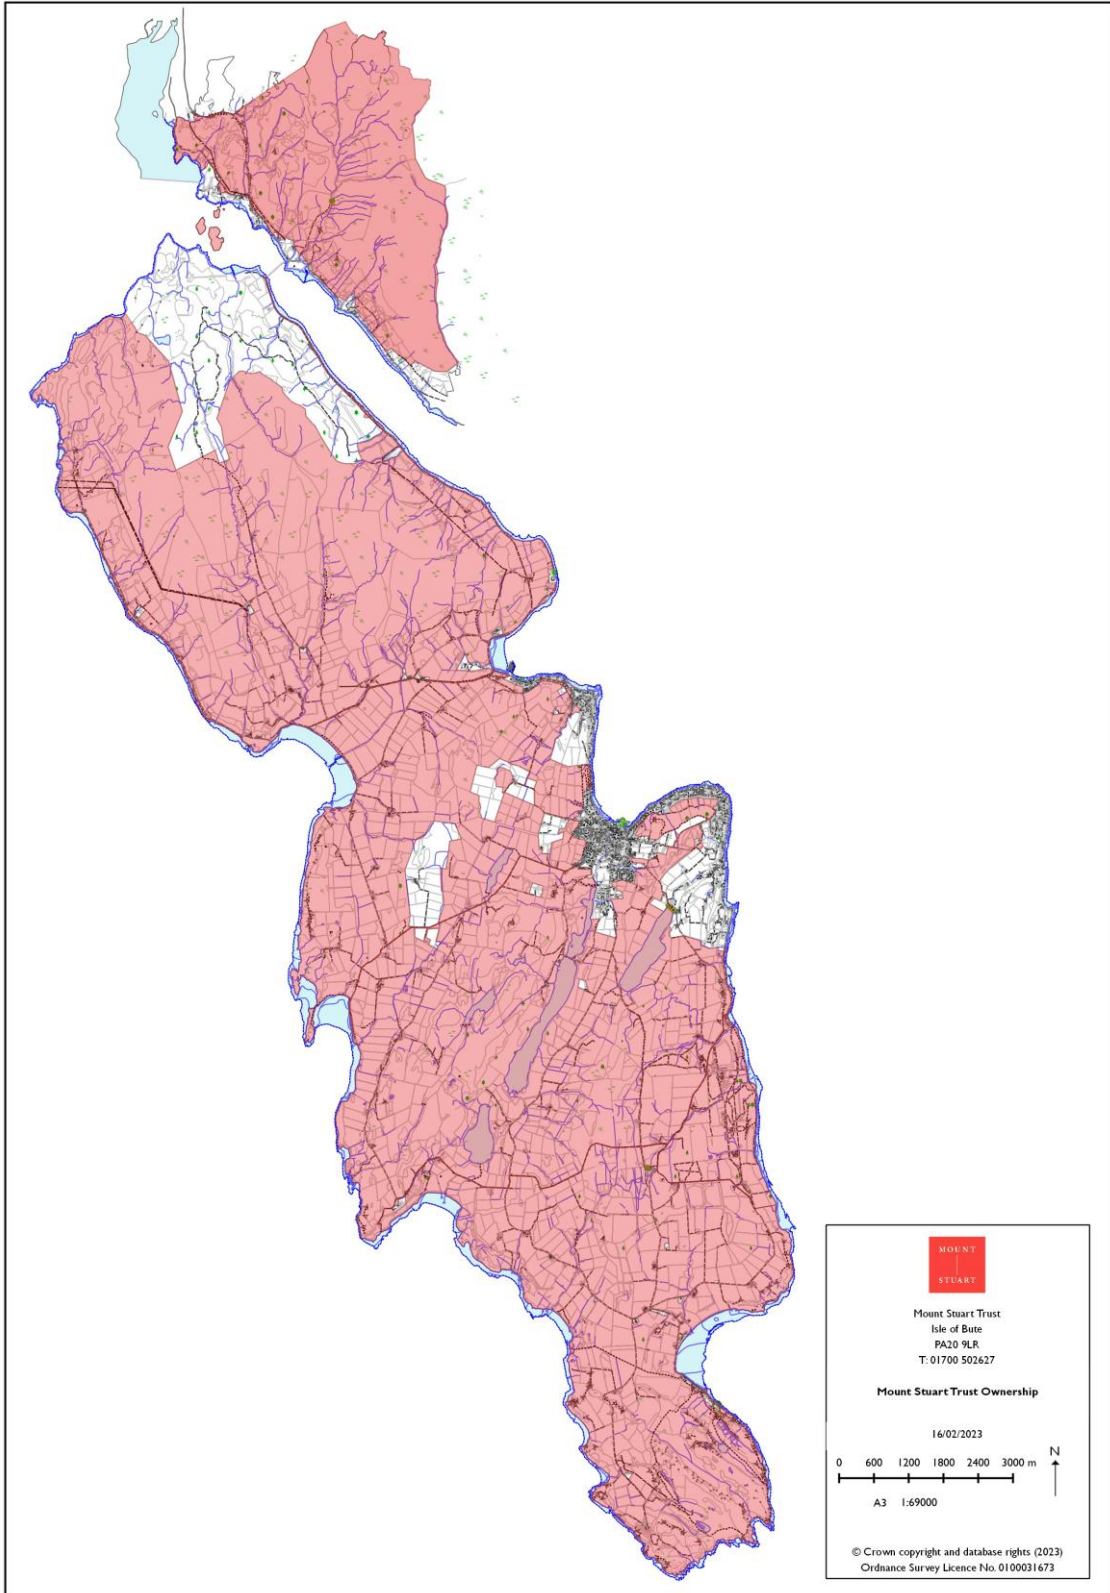 MOUNT
STUART
Mount Stuart Trust
Isle of Bute
PA20 9LR
T: 01700 502627
Mount Stuart Trust Ownership
16/02/2023
N
0 600 1200 1800 2400 3000 m
A3 1:69000
© Crown copyright and database rights (2023)
Ordnance Survey Licence No. 0100031673